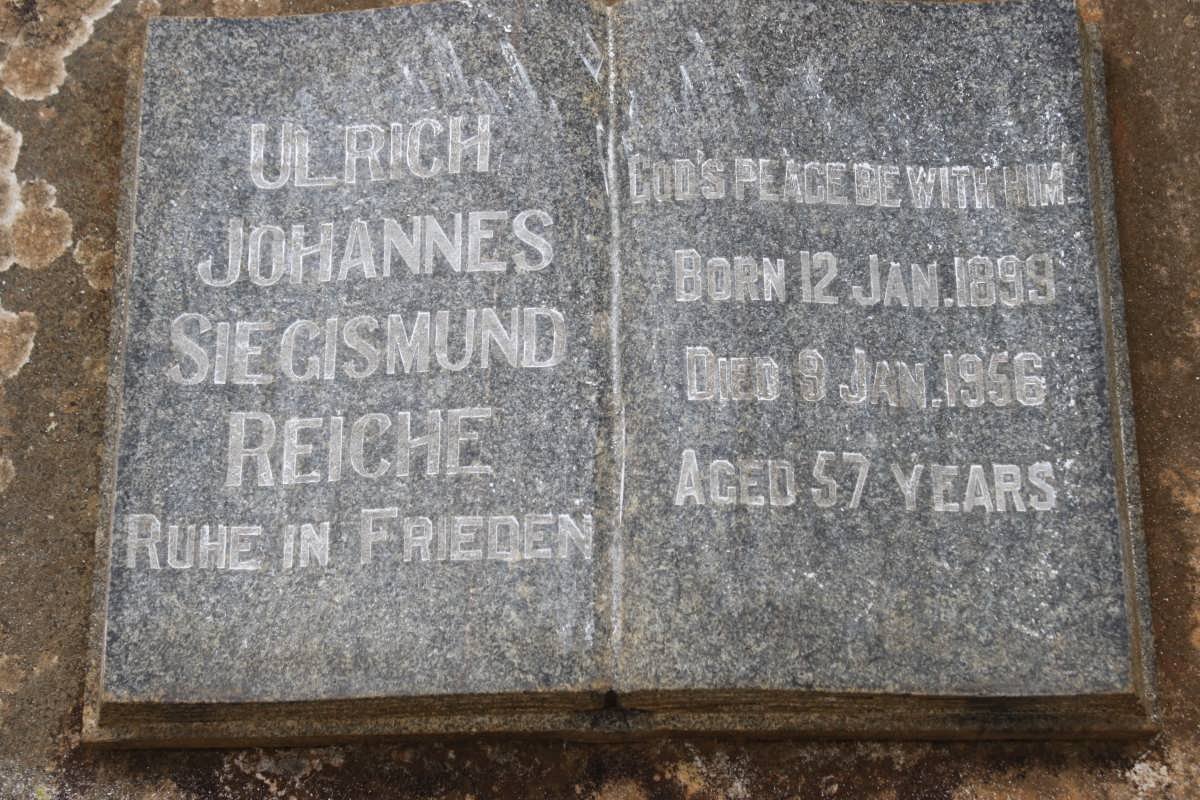 ULRICH
JOHANNES
SIEGISMUND
REICHE
RUHE IN FRIEDEN
GOD'S PEACE BE WITH HIM.
BORN 12 JAN. 1899
DIED 9 JAN. 1956
AGED 57 YEARS